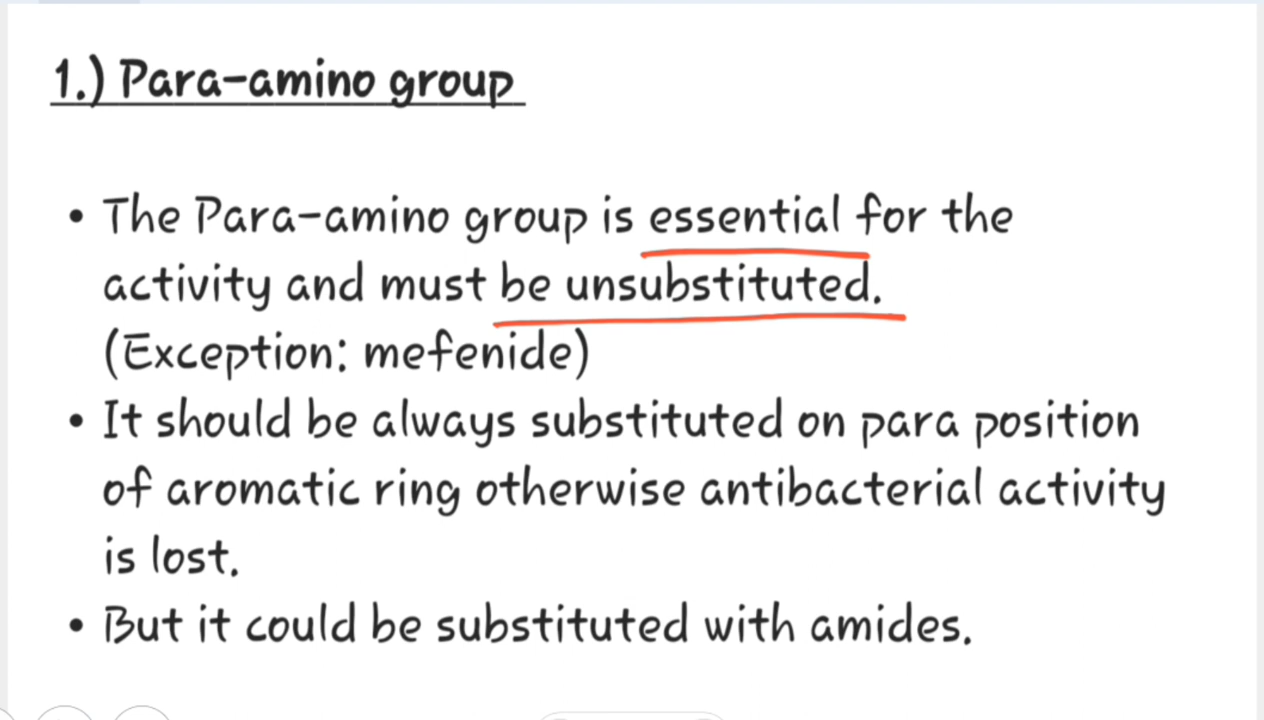 1.) Para-amino group
• The Para-amino group is essential for the
activity and must be unsubstituted.
(Exception: mefenide)
• It should be always substituted on para position
of aromatic ring otherwise antibacterial activity
is lost.
• But it could be substituted with amides.